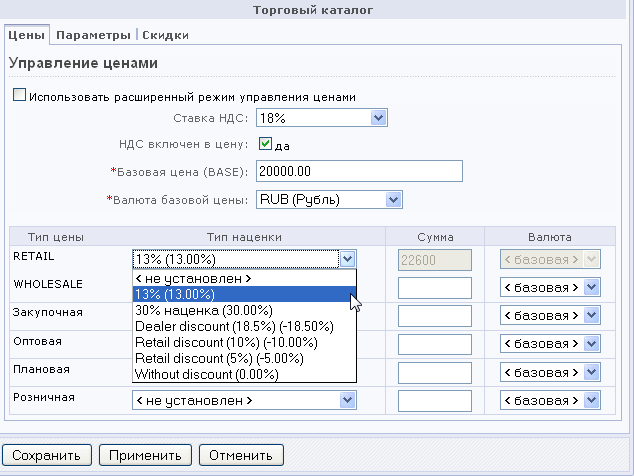 Торговый каталог
Цены Параметры Скидки
Управление ценами
Использовать расширенный режим управления ценами
Ставка НДС: 18%
НДС включен в цену: да
*Базовая цена (BASE): 20000.00
*Валюта базовой цены: RUB (Рубль)
Тип цены Тип наценки Сумма Валюта
RETAIL 13% (13.00%) 22600 < базовая >
< не установлен >
WHOLESALE 13% (13.00%) < базовая >
30% наценка (30.00%)
Закупочная < базовая >
Dealer discount (18.5%) (-18.50%)
Оптовая Retail discount (10%) (-10.00%) < базовая >
Retail discount (5%) (-5.00%)
Плановая Without discount (0.00%) < базовая >
Розничная < не установлен > < базовая >
Сохранить Применить Отменить